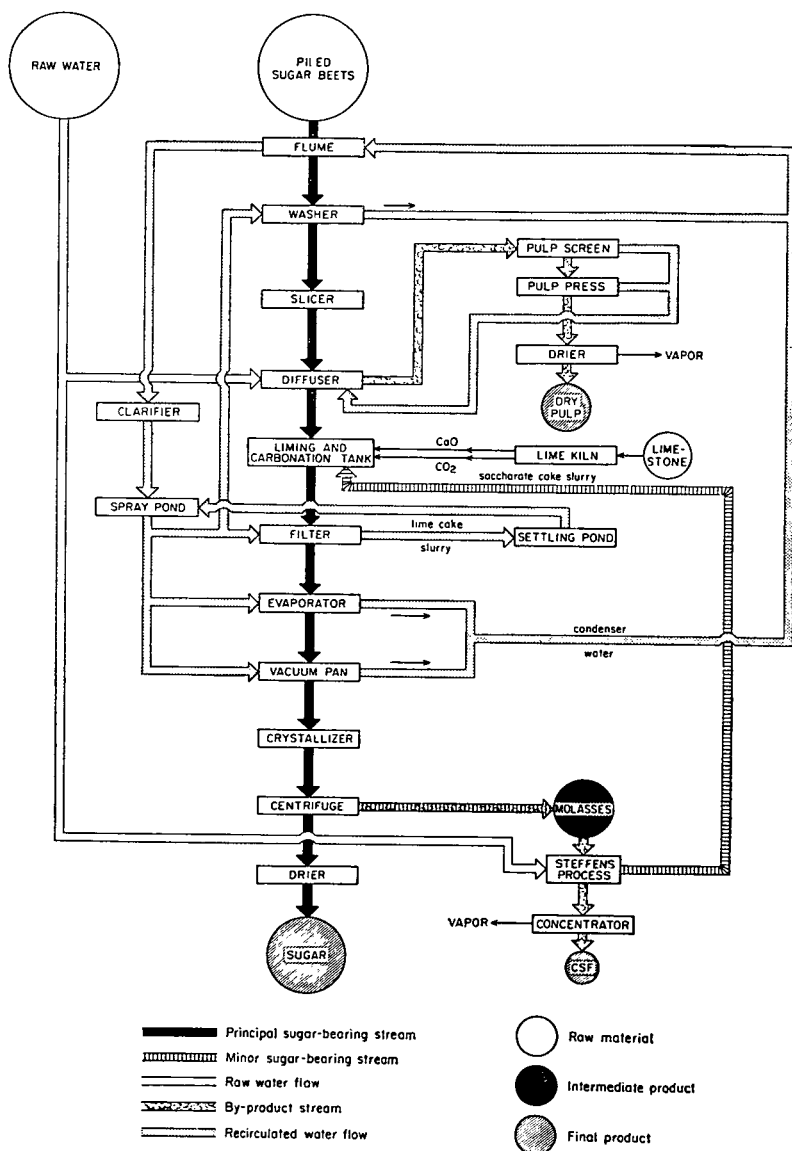 RAW WATER
PILED
SUGAR BEETS
FLUME
WASHER
PULP SCREEN
PULP PRESS
SLICER
DRIER
VAPOR
DIFFUSER
DRY
PULP
CLARIFIER
LIMING AND
CARBONATION TANK
CaO
CO2
LIME KILN
LIME-
STONE
saccharate cake slurry
SPRAY POND
FILTER
lime cake
slurry
SETTLING POND
EVAPORATOR
condenser
water
VACUUM PAN
CRYSTALLIZER
CENTRIFUGE
MOLASSES
DRIER
STEFFEN'S
PROCESS
VAPOR
CONCENTRATOR
SUGAR
CSF
Principal sugar-bearing stream
Minor sugar-bearing stream
Raw water flow
By-product stream
Recirculated water flow
Raw material
Intermediate product
Final product